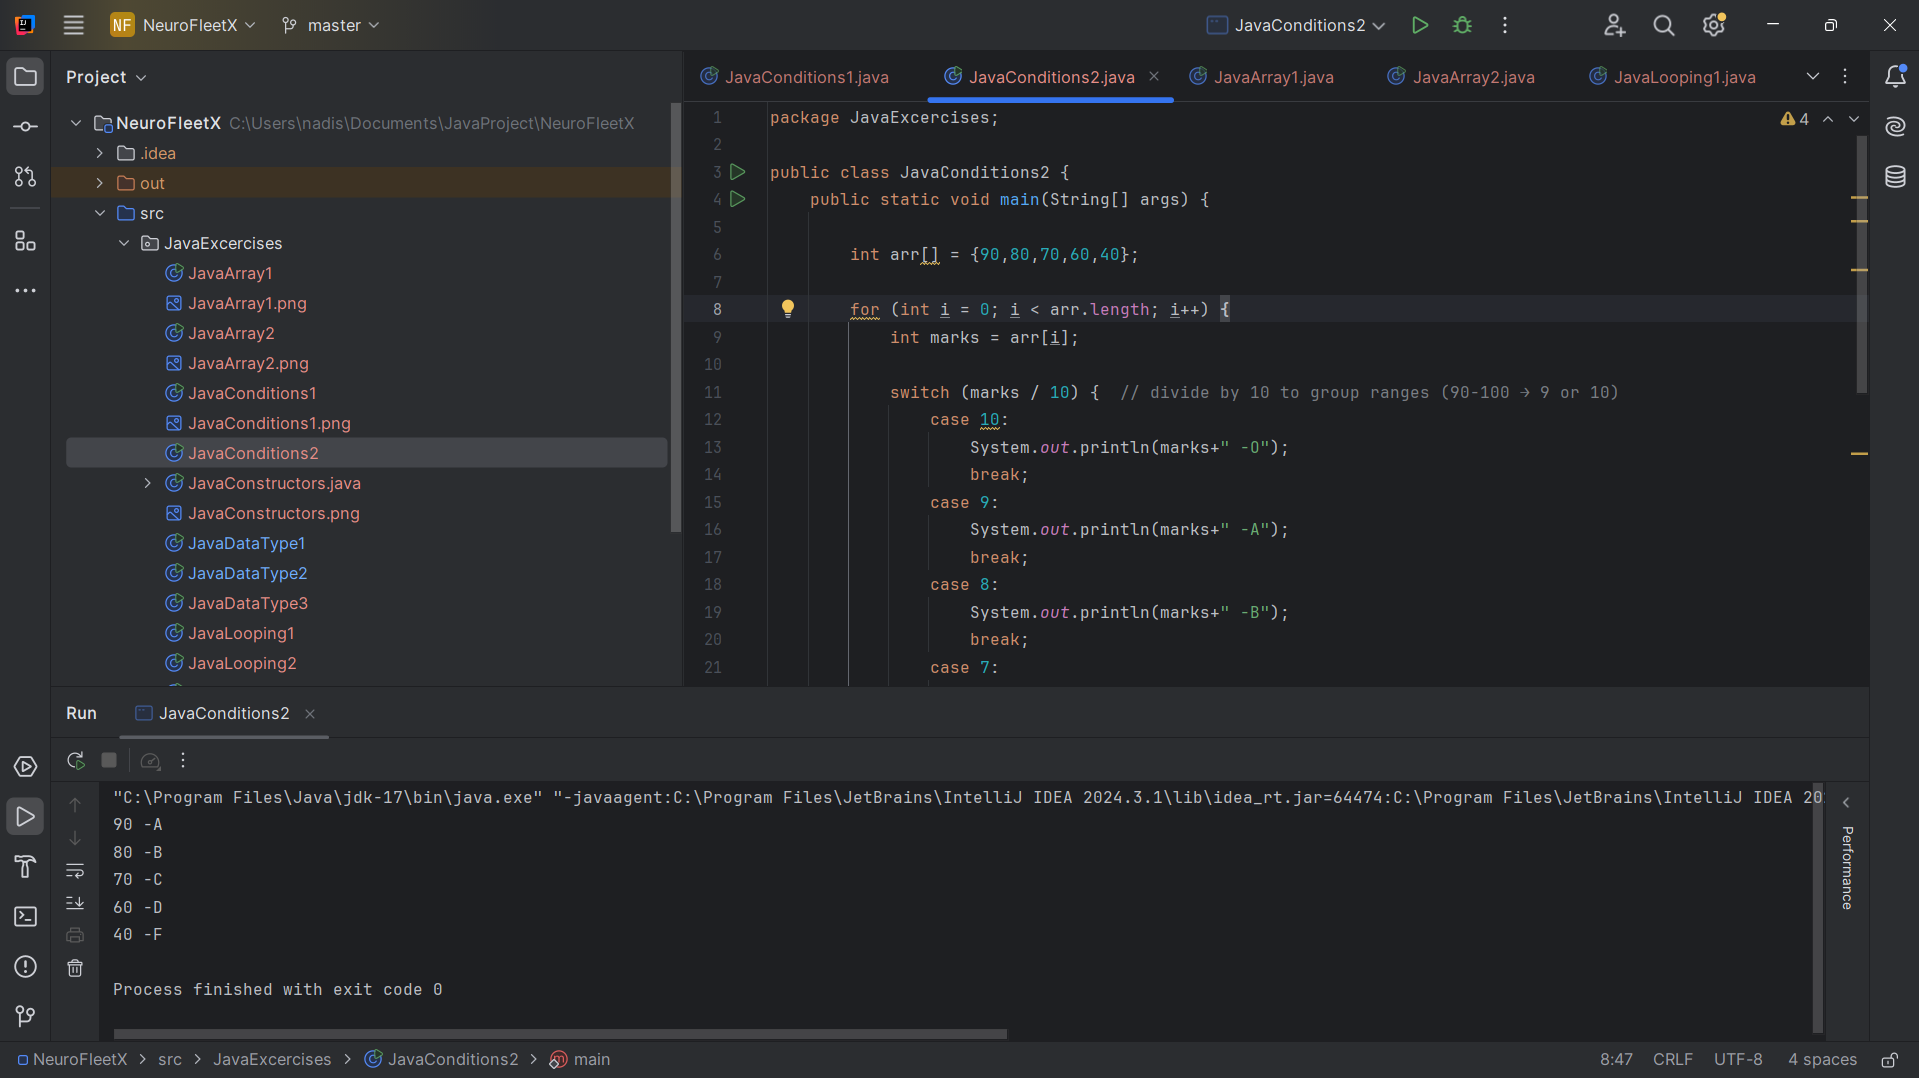 NF NeuroFleetX master JavaConditions2
Project
JavaConditions1.java JavaConditions2.java JavaArray1.java JavaArray2.java JavaLooping1.java
NeuroFleetX C:\Users\nadis\Documents\JavaProject\NeuroFleetX
.idea
out
src
JavaExcercises
JavaArray1
JavaArray1.png
JavaArray2
JavaArray2.png
JavaConditions1
JavaConditions1.png
JavaConditions2
JavaConstructors.java
JavaConstructors.png
JavaDataType1
JavaDataType2
JavaDataType3
JavaLooping1
JavaLooping2
4
1 package JavaExcercises;
2
3 public class JavaConditions2 {
4 public static void main(String[] args) {
5
6 int arr[] = {90,80,70,60,40};
7
8 for (int i = 0; i < arr.length; i++) {
9 int marks = arr[i];
10
11 switch (marks / 10) { // divide by 10 to group ranges (90-100 → 9 or 10)
12 case 10:
13 System.out.println(marks+" -O");
14 break;
15 case 9:
16 System.out.println(marks+" -A");
17 break;
18 case 8:
19 System.out.println(marks+" -B");
20 break;
21 case 7:
Run JavaConditions2
"C:\Program Files\Java\jdk-17\bin\java.exe" "-javaagent:C:\Program Files\JetBrains\IntelliJ IDEA 2024.3.1\lib\idea_rt.jar=64474:C:\Program Files\JetBrains\IntelliJ IDEA 20
90 -A
80 -B
70 -C
60 -D
40 -F
Process finished with exit code 0
Performance
NeuroFleetX > src > JavaExcercises > JavaConditions2 > main
8:47 CRLF UTF-8 4 spaces